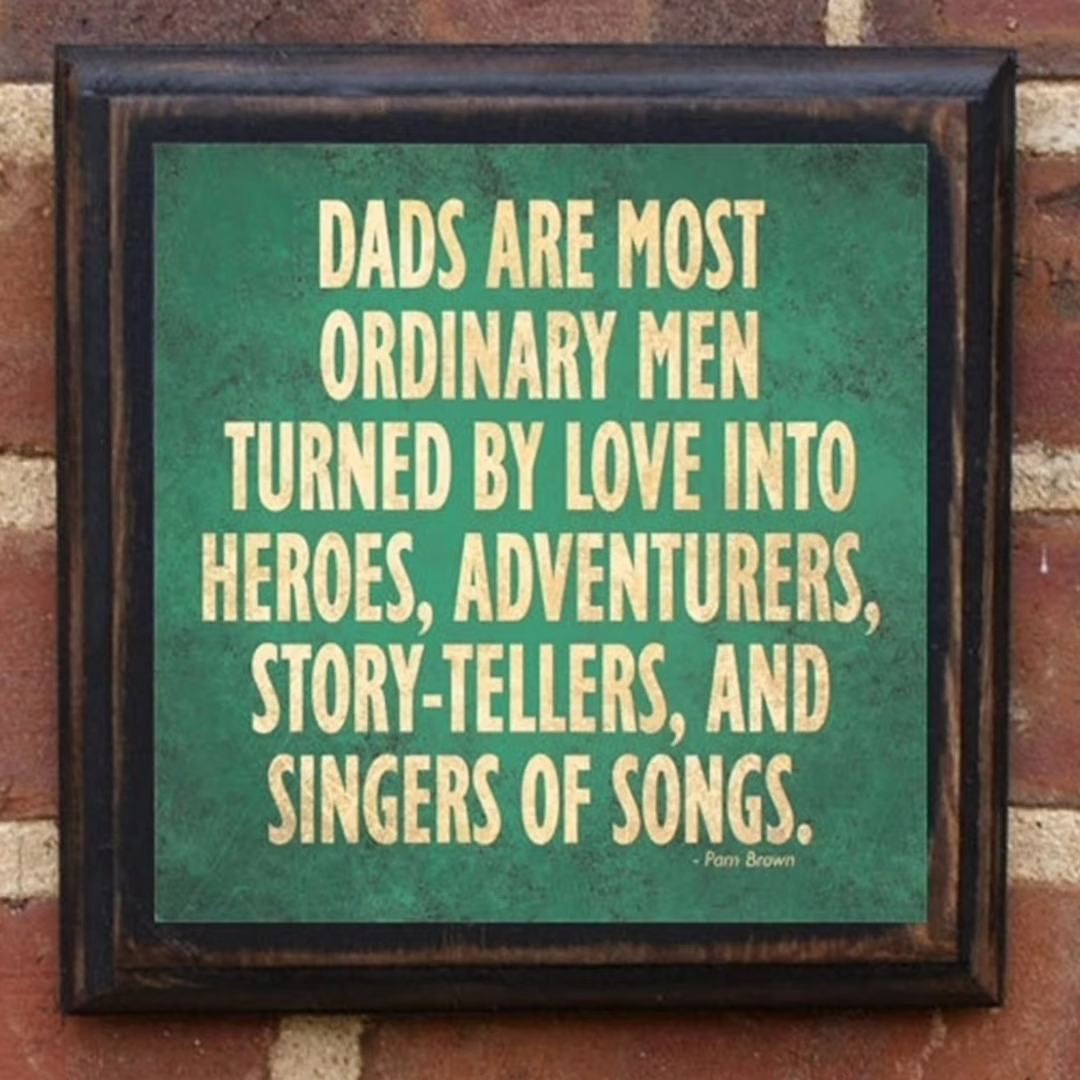 DADS ARE MOST
ORDINARY MEN
TURNED BY LOVE INTO
HEROES, ADVENTURERS,
STORY-TELLERS, AND
SINGERS OF SONGS.
- Pam Brown